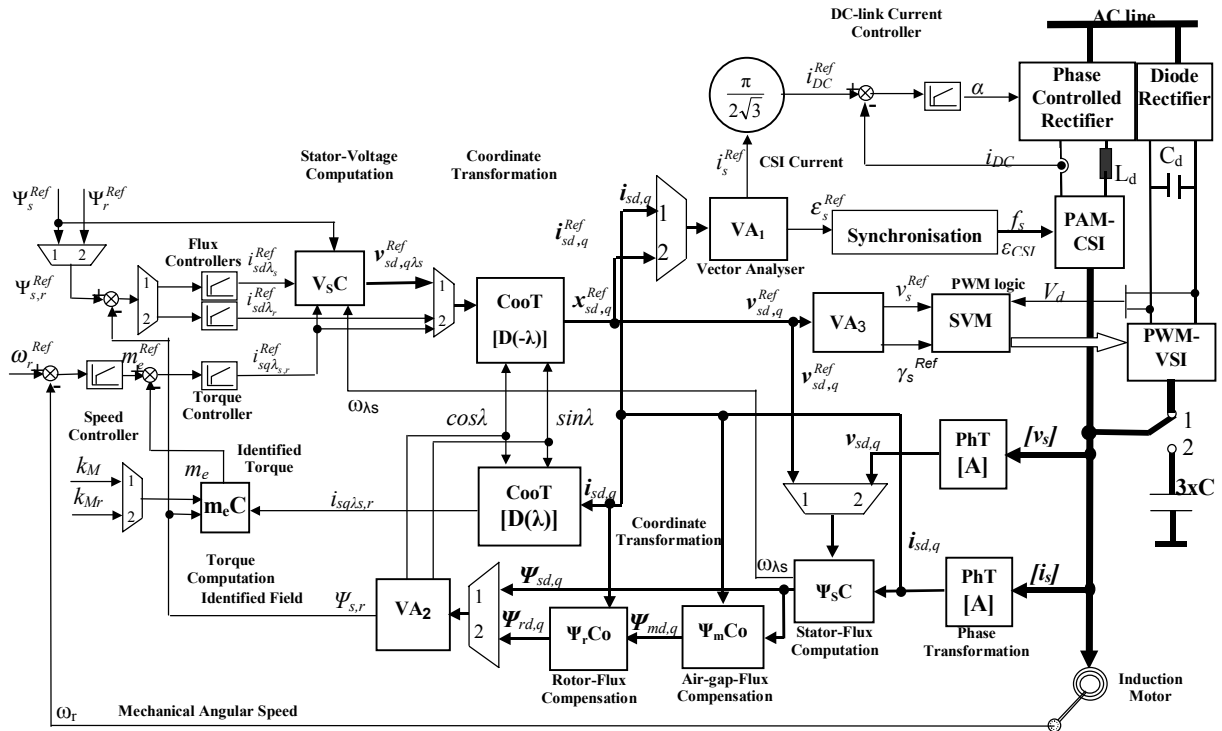 DC-link Current
Controller
AC line
π
2√3
i_DC^Ref
+
-
α
Phase
Controlled
Rectifier
Diode
Rectifier
i_s^Ref
CSI Current
i_DC
L_d
C_d
Stator-Voltage
Computation
Coordinate
Transformation
Ψ_s^Ref
Ψ_r^Ref
1 2
Ψ_s,r^Ref
+
-
1
2
Flux
Controllers
i_sdλs^Ref
i_sdλr^Ref
V_SC
v_sd,qλs^Ref
1
2
CooT
[D(-λ)]
x_sd,q^Ref
i_sd,q
i_sd,q^Ref
1
2
VA₁
Vector Analyser
ε_s^Ref
Synchronisation
f_s
ε_CSI
PAM-
CSI
v_sd,q^Ref
VA₃
v_sd,q^Ref
v_s^Ref
γ_s^Ref
PWM logic
SVM
V_d
PWM-
VSI
ω_r^Ref
+
-
m_e^Ref
+
-
i_sqλs,r^Ref
Torque
Controller
Speed
Controller
ω_λs
cosλ
sinλ
Identified
Torque
k_M
k_Mr
1
2
m_e
m_eC
i_sqλs,r
CooT
[D(λ)]
i_sd,q
Coordinate
Transformation
v_sd,q
PhT
[A]
[v_s]
1
2
3xC
1 2
Torque
Computation
Identified Field
Ψ_s,r
VA₂
1
2
Ψ_sd,q
Ψ_rd,q
Ψ_rCo
Rotor-Flux
Compensation
Ψ_md,q
Ψ_mCo
Air-gap-Flux
Compensation
ω_λs
Ψ_SC
Stator-Flux
Computation
i_sd,q
PhT
[A]
Phase
Transformation
[i_s]
Induction
Motor
ω_r
Mechanical Angular Speed